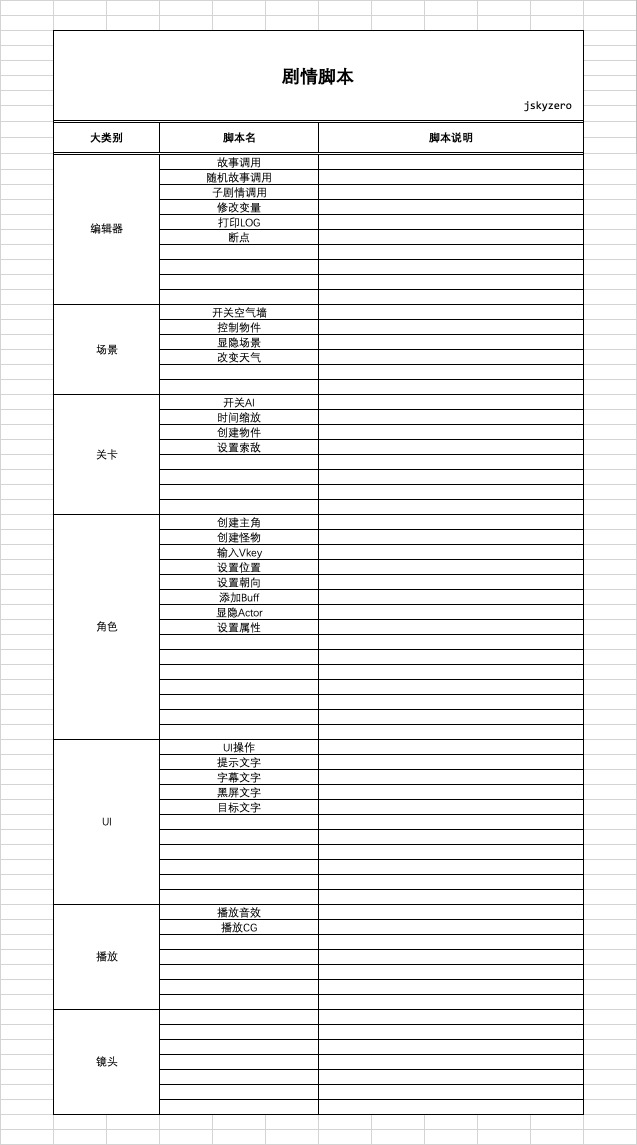 剧情脚本
jskyzero
大类别 脚本名 脚本说明
编辑器
故事调用
随机故事调用
子剧情调用
修改变量
打印LOG
断点
场景
开关空气墙
控制物件
显隐场景
改变天气
关卡
开关AI
时间缩放
创建物件
设置索敌
角色
创建主角
创建怪物
输入Vkey
设置位置
设置朝向
添加Buff
显隐Actor
设置属性
UI
UI操作
提示文字
字幕文字
黑屏文字
目标文字
播放
播放音效
播放CG
镜头